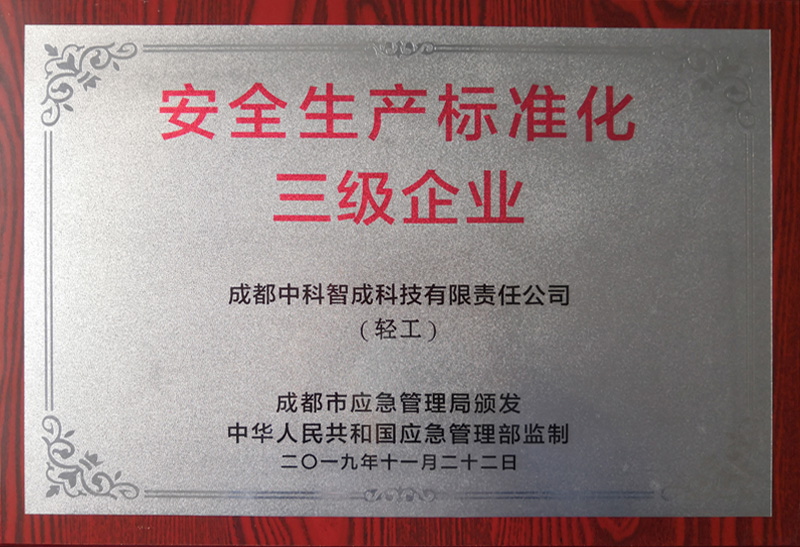 安全生产标准化
三级企业
成都中科智成科技有限责任公司
（轻工）
成都市应急管理局颁发
中华人民共和国应急管理部监制
二〇一九年十一月二十二日